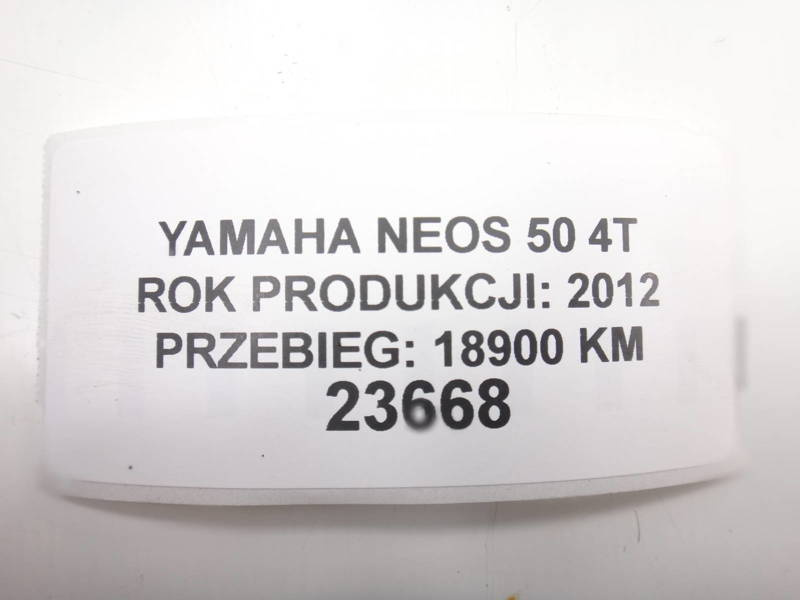 YAMAHA NEOS 50 4T
ROK PRODUKCJI: 2012
PRZEBIEG: 18900 KM
23668